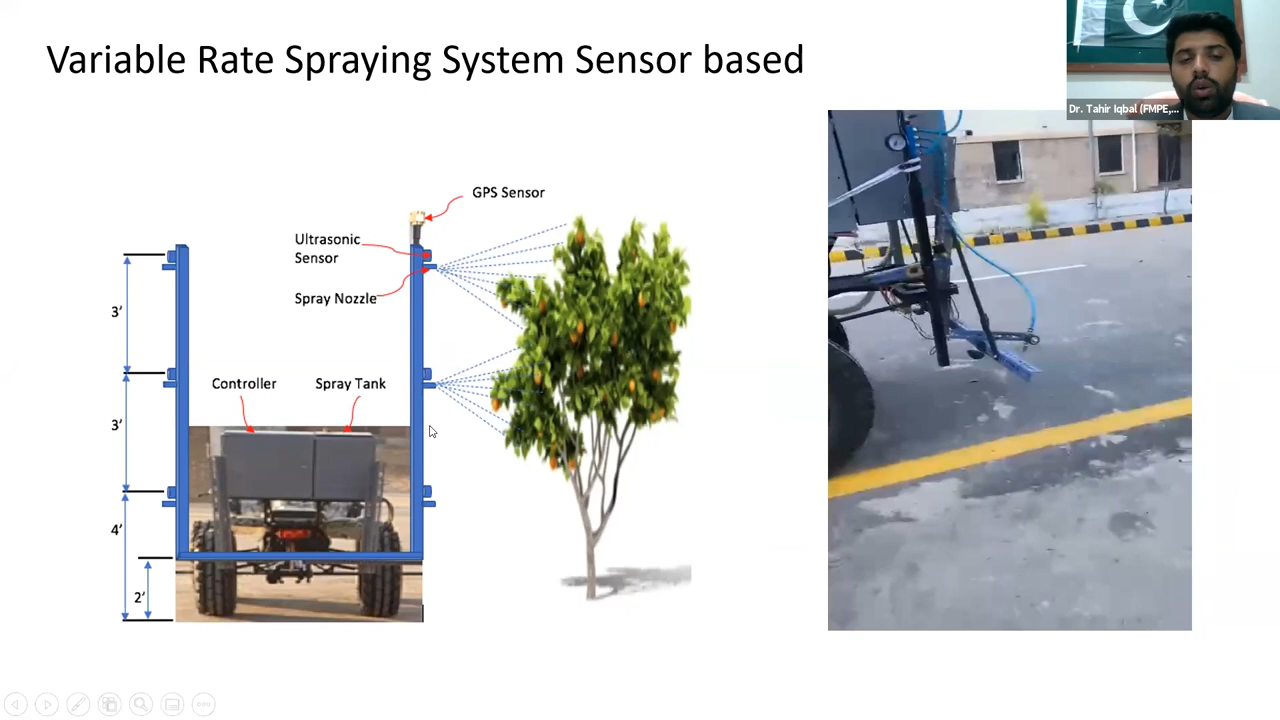 Variable Rate Spraying System Sensor based
Dr. Tahir Iqbal (FMPE,...
GPS Sensor
Ultrasonic
Sensor
Spray Nozzle
3’
Controller
Spray Tank
3’
4’
2’